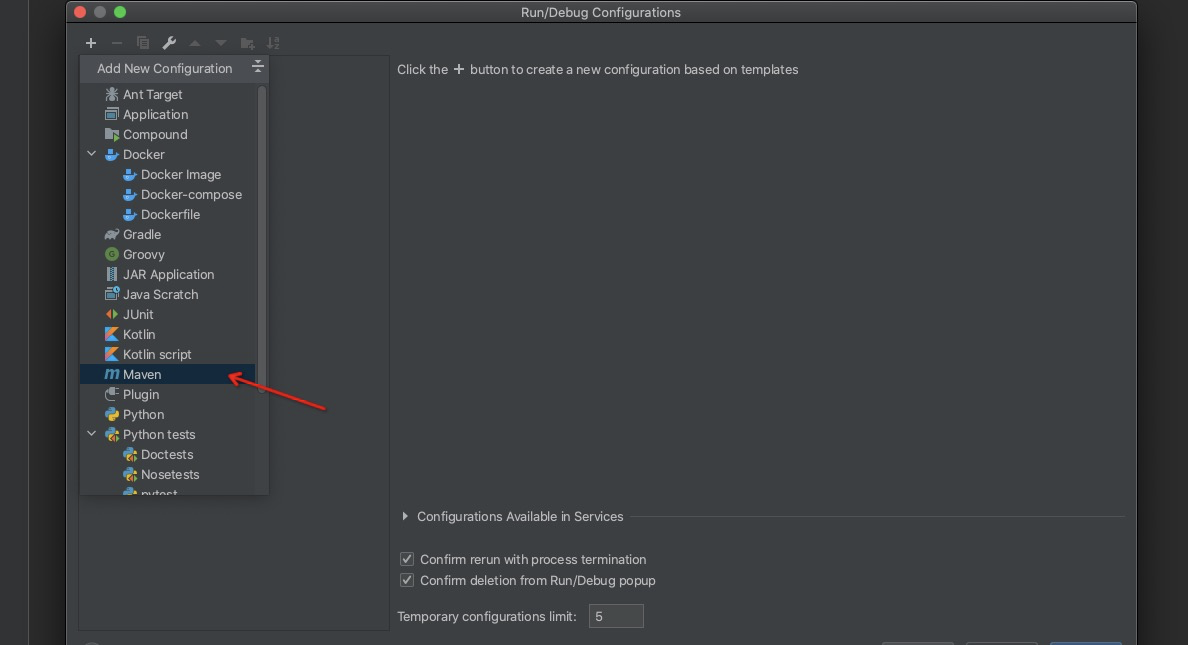 Run/Debug Configurations
Add New Configuration
Click the + button to create a new configuration based on templates
Ant Target
Application
Compound
Docker
Docker Image
Docker-compose
Dockerfile
Gradle
Groovy
JAR Application
Java Scratch
JUnit
Kotlin
Kotlin script
Maven
Plugin
Python
Python tests
Doctests
Nosetests
pytest
Configurations Available in Services
Confirm rerun with process termination
Confirm deletion from Run/Debug popup
Temporary configurations limit: 5